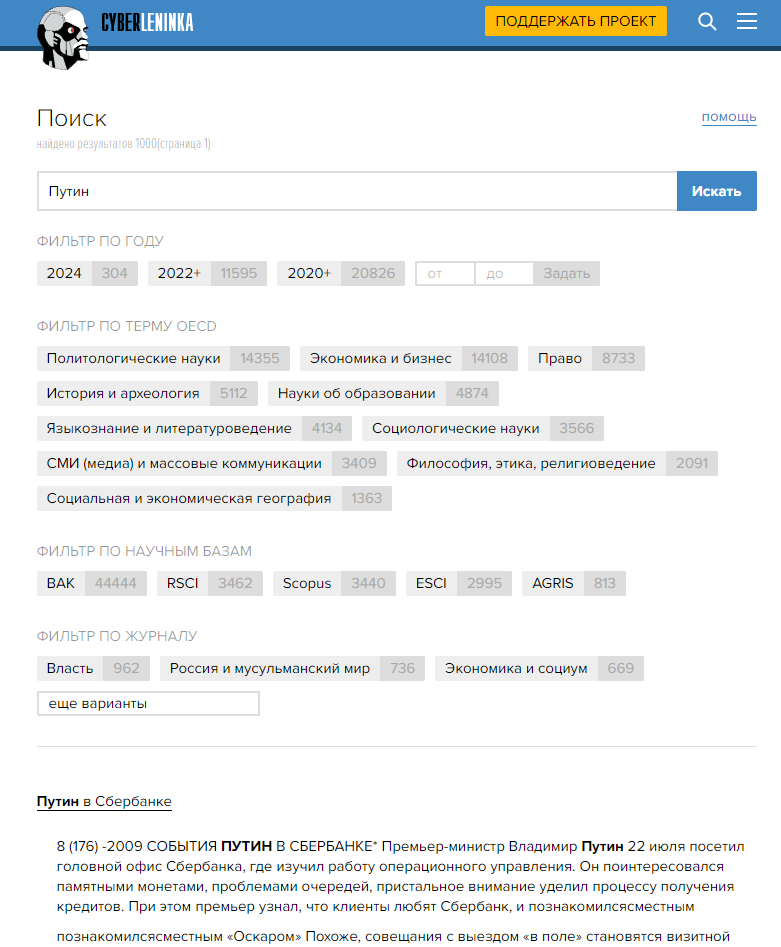 CYBERLENINKA
ПОДДЕРЖАТЬ ПРОЕКТ
Поиск
помощь
найдено результатов 1000(страница 1)
Путин
Искать
ФИЛЬТР ПО ГОДУ
2024 304 2022+ 11595 2020+ 20826 от до Задать
ФИЛЬТР ПО ТЕРМУ OECD
Политологические науки 14355 Экономика и бизнес 14108 Право 8733
История и археология 5112 Науки об образовании 4874
Языкознание и литературоведение 4134 Социологические науки 3566
СМИ (медиа) и массовые коммуникации 3409 Философия, этика, религиоведение 2091
Социальная и экономическая география 1363
ФИЛЬТР ПО НАУЧНЫМ БАЗАМ
ВАК 44444 RSCI 3462 Scopus 3440 ESCI 2995 AGRIS 813
ФИЛЬТР ПО ЖУРНАЛУ
Власть 962 Россия и мусульманский мир 736 Экономика и социум 669
еще варианты
Путин в Сбербанке
8 (176) -2009 СОБЫТИЯ ПУТИН В СБЕРБАНКЕ* Премьер-министр Владимир Путин 22 июля посетил
головной офис Сбербанка, где изучил работу операционного управления. Он поинтересовался
памятными монетами, проблемами очередей, пристальное внимание уделил процессу получения
кредитов. При этом премьер узнал, что клиенты любят Сбербанк, и познакомилсясместным
познакомилсясместным «Оскаром» Похоже, совещания с выездом «в поле» становятся визитной